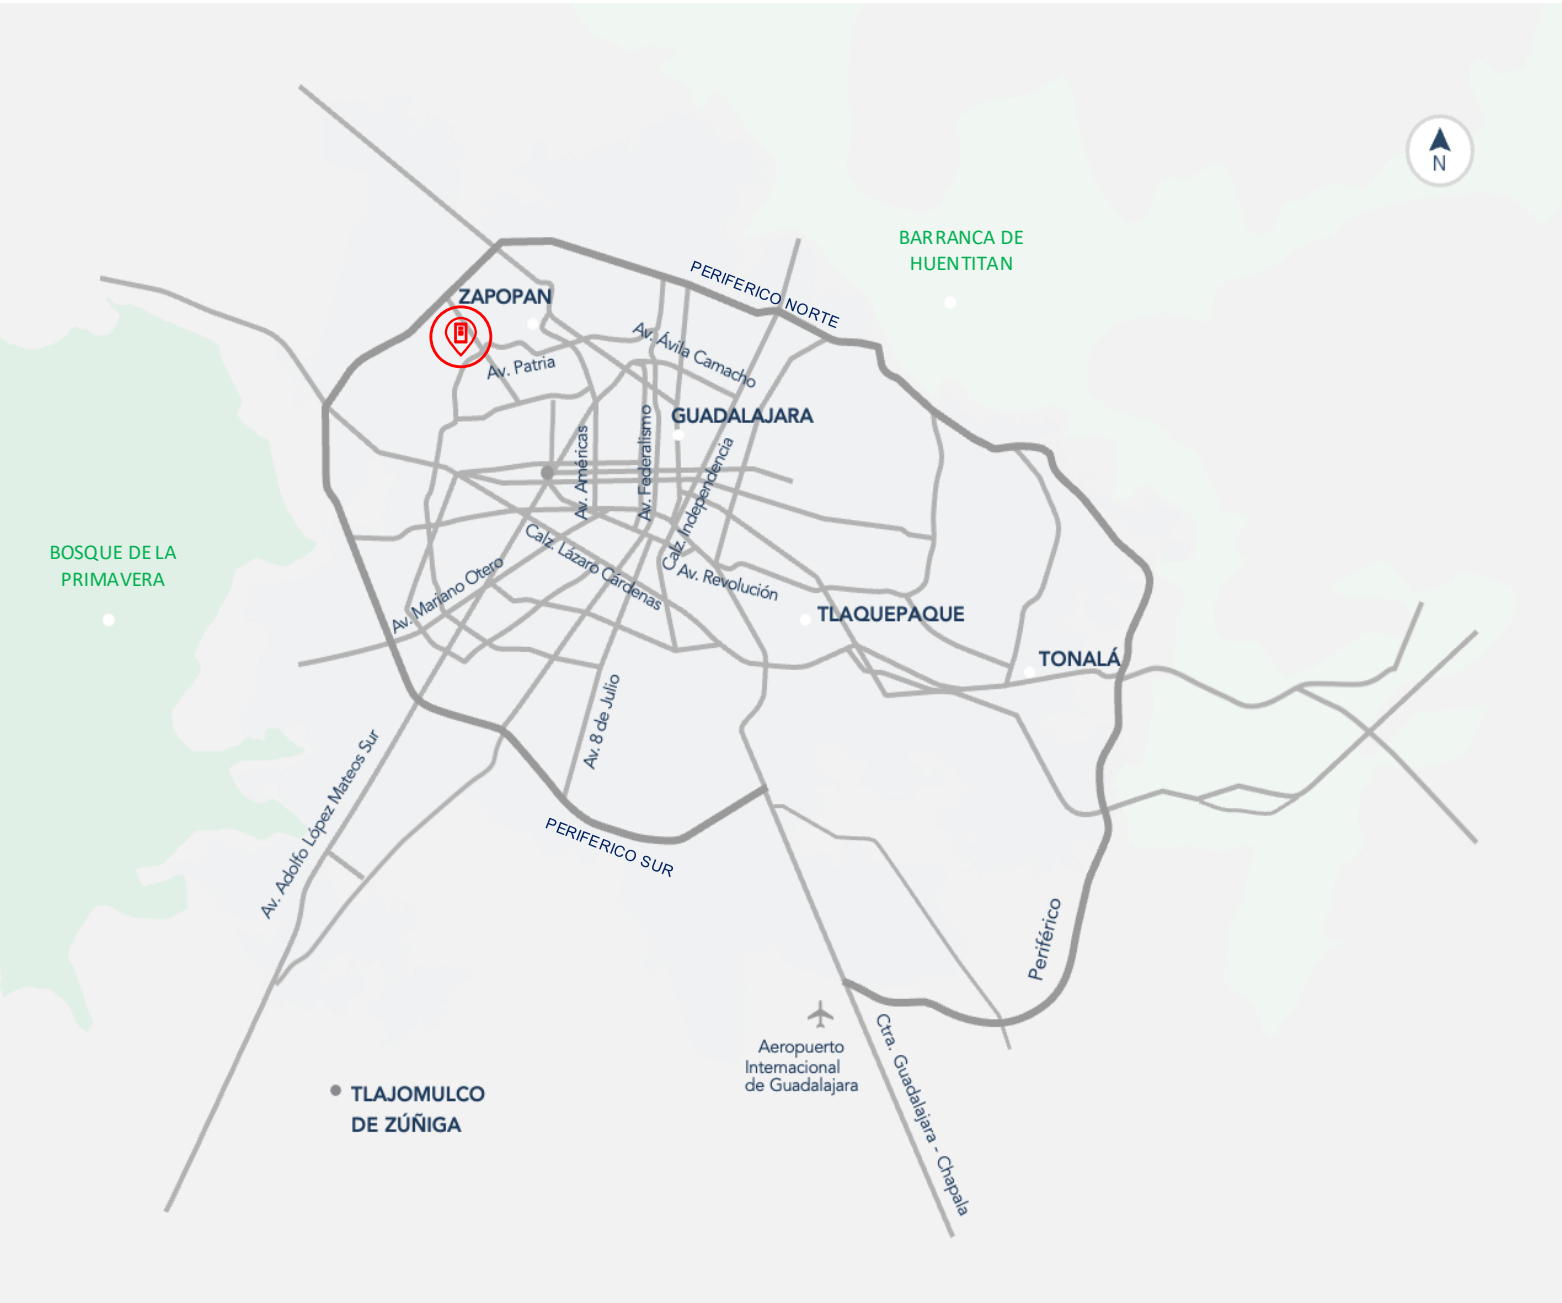 N
BARRANCA DE
HUENTITAN
PERIFERICO NORTE
ZAPOPAN
Av. Ávila Camacho
Av. Patria
GUADALAJARA
Av. Américas
Av. Federalismo
Calz. Independencia
BOSQUE DE LA
PRIMAVERA
Calz. Lázaro Cárdenas
Av. Mariano Otero
Av. Revolución
TLAQUEPAQUE
TONALÁ
Av. 8 de Julio
Av. Adolfo López Mateos Sur
PERIFERICO SUR
Periférico
Aeropuerto
Internacional
de Guadalajara
Ctra. Guadalajara - Chapala
TLAJOMULCO
DE ZÚÑIGA